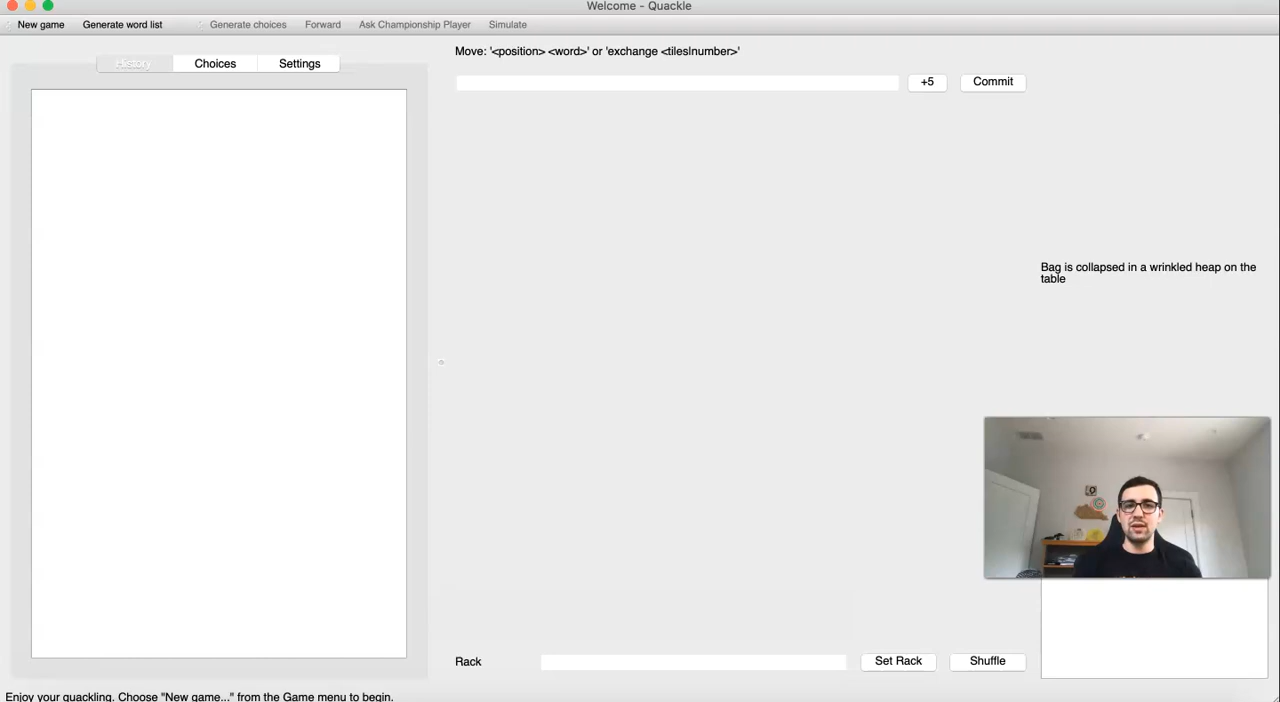 Welcome - Quackle
New game Generate word list Generate choices Forward Ask Championship Player Simulate
Move: '<position> <word>' or 'exchange <tiles|number>'
History Choices Settings
+5 Commit
Bag is collapsed in a wrinkled heap on the
table
Rack Set Rack Shuffle
Enjoy your quackling. Choose "New game..." from the Game menu to begin.